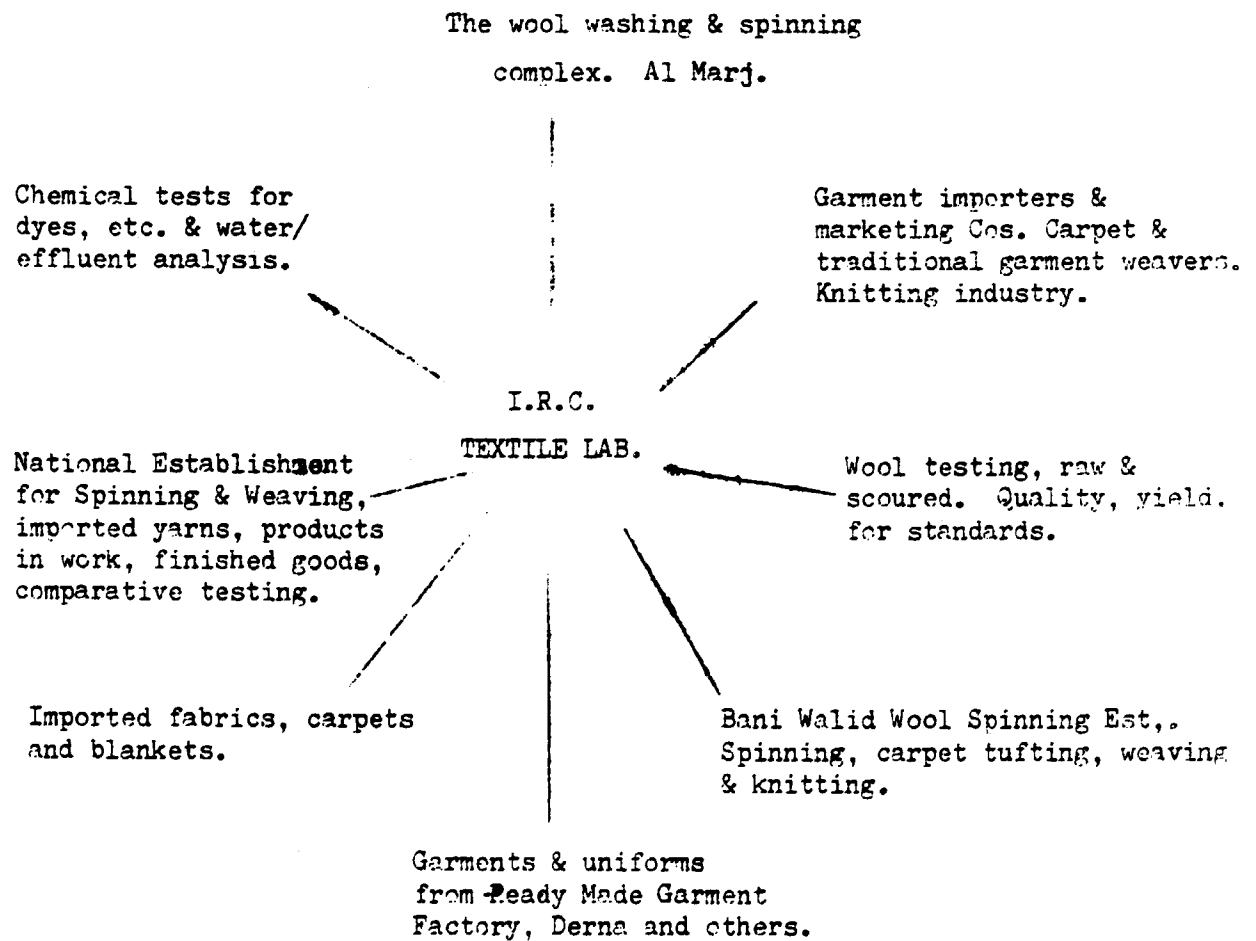 The wool washing & spinning
complex. Al Marj.
Chemical tests for
dyes, etc. & water/
effluent analysis.
Garment importers &
marketing Cos. Carpet &
traditional garment weavers.
Knitting industry.
I.R.C.
TEXTILE LAB.
National Establishment
for Spinning & Weaving,
imported yarns, products
in work, finished goods,
comparative testing.
Wool testing, raw &
scoured. Quality, yield.
for standards.
Imported fabrics, carpets
and blankets.
Bani Walid Wool Spinning Est,.
Spinning, carpet tufting, weaving
& knitting.
Garments & uniforms
from Ready Made Garment
Factory, Derna and others.